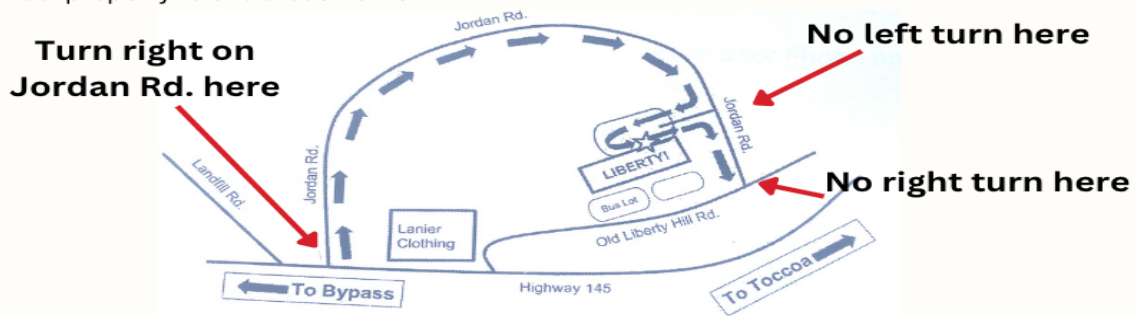 Jordan Rd.
Turn right on
Jordan Rd. here
No left turn here
Jordan Rd.
Jordan Rd.
Landfill Rd.
LIBERTY!
No right turn here
Bus Lot
Old Liberty Hill Rd.
Lanier
Clothing
To Bypass
Highway 145
To Toccoa